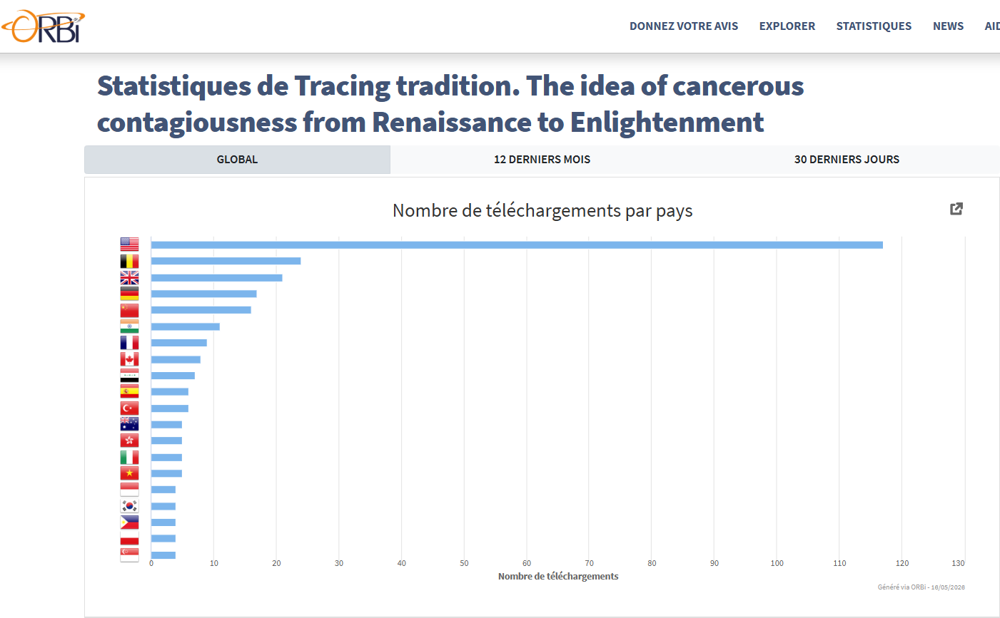 ORBi
DONNEZ VOTRE AVIS EXPLORER STATISTIQUES NEWS AID
Statistiques de Tracing tradition. The idea of cancerous
contagiousness from Renaissance to Enlightenment
GLOBAL 12 DERNIERS MOIS 30 DERNIERS JOURS
Nombre de téléchargements par pays
0 10 20 30 40 50 60 70 80 90 100 110 120 130
Nombre de téléchargements
Généré via ORBi - 16/05/2026